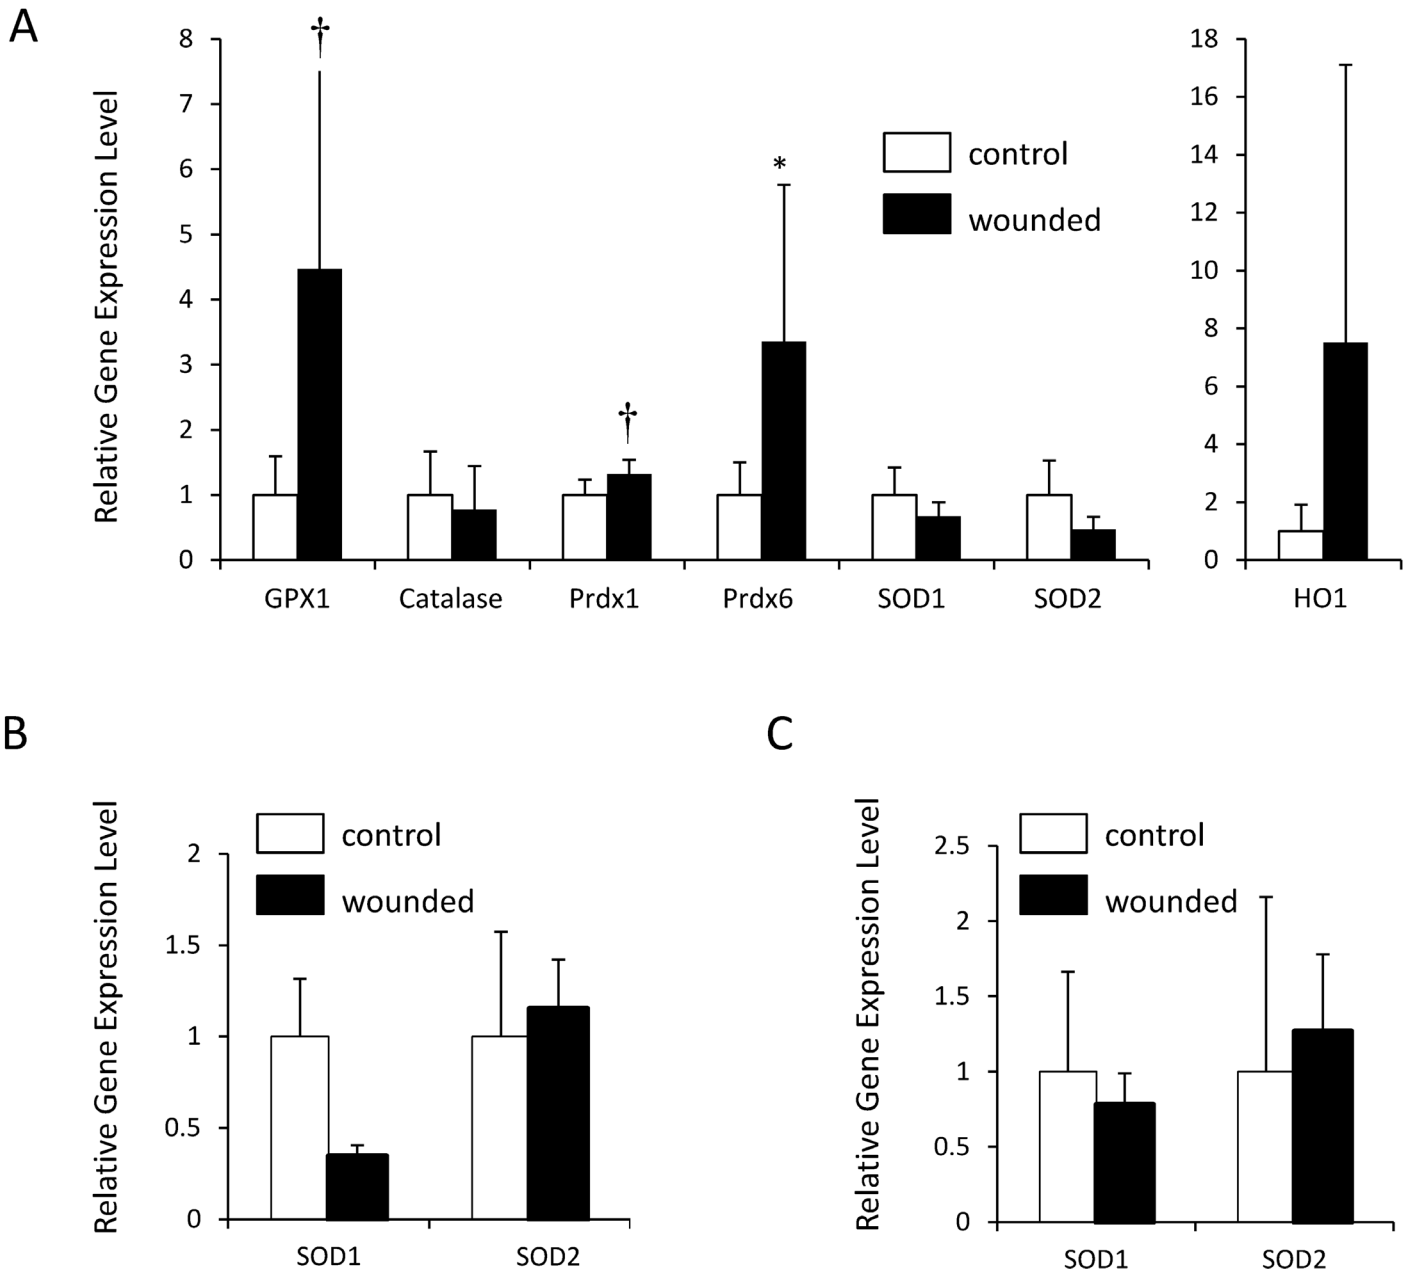 A
†
8
7
6
5
4
3
2
1
0
Relative Gene Expression Level
†
*
control
wounded
GPX1 Catalase Prdx1 Prdx6 SOD1 SOD2
18
16
14
12
10
8
6
4
2
0
HO1
B
Relative Gene Expression Level
control
wounded
2
1.5
1
0.5
0
SOD1 SOD2
C
Relative Gene Expression Level
control
wounded
2.5
2
1.5
1
0.5
0
SOD1 SOD2